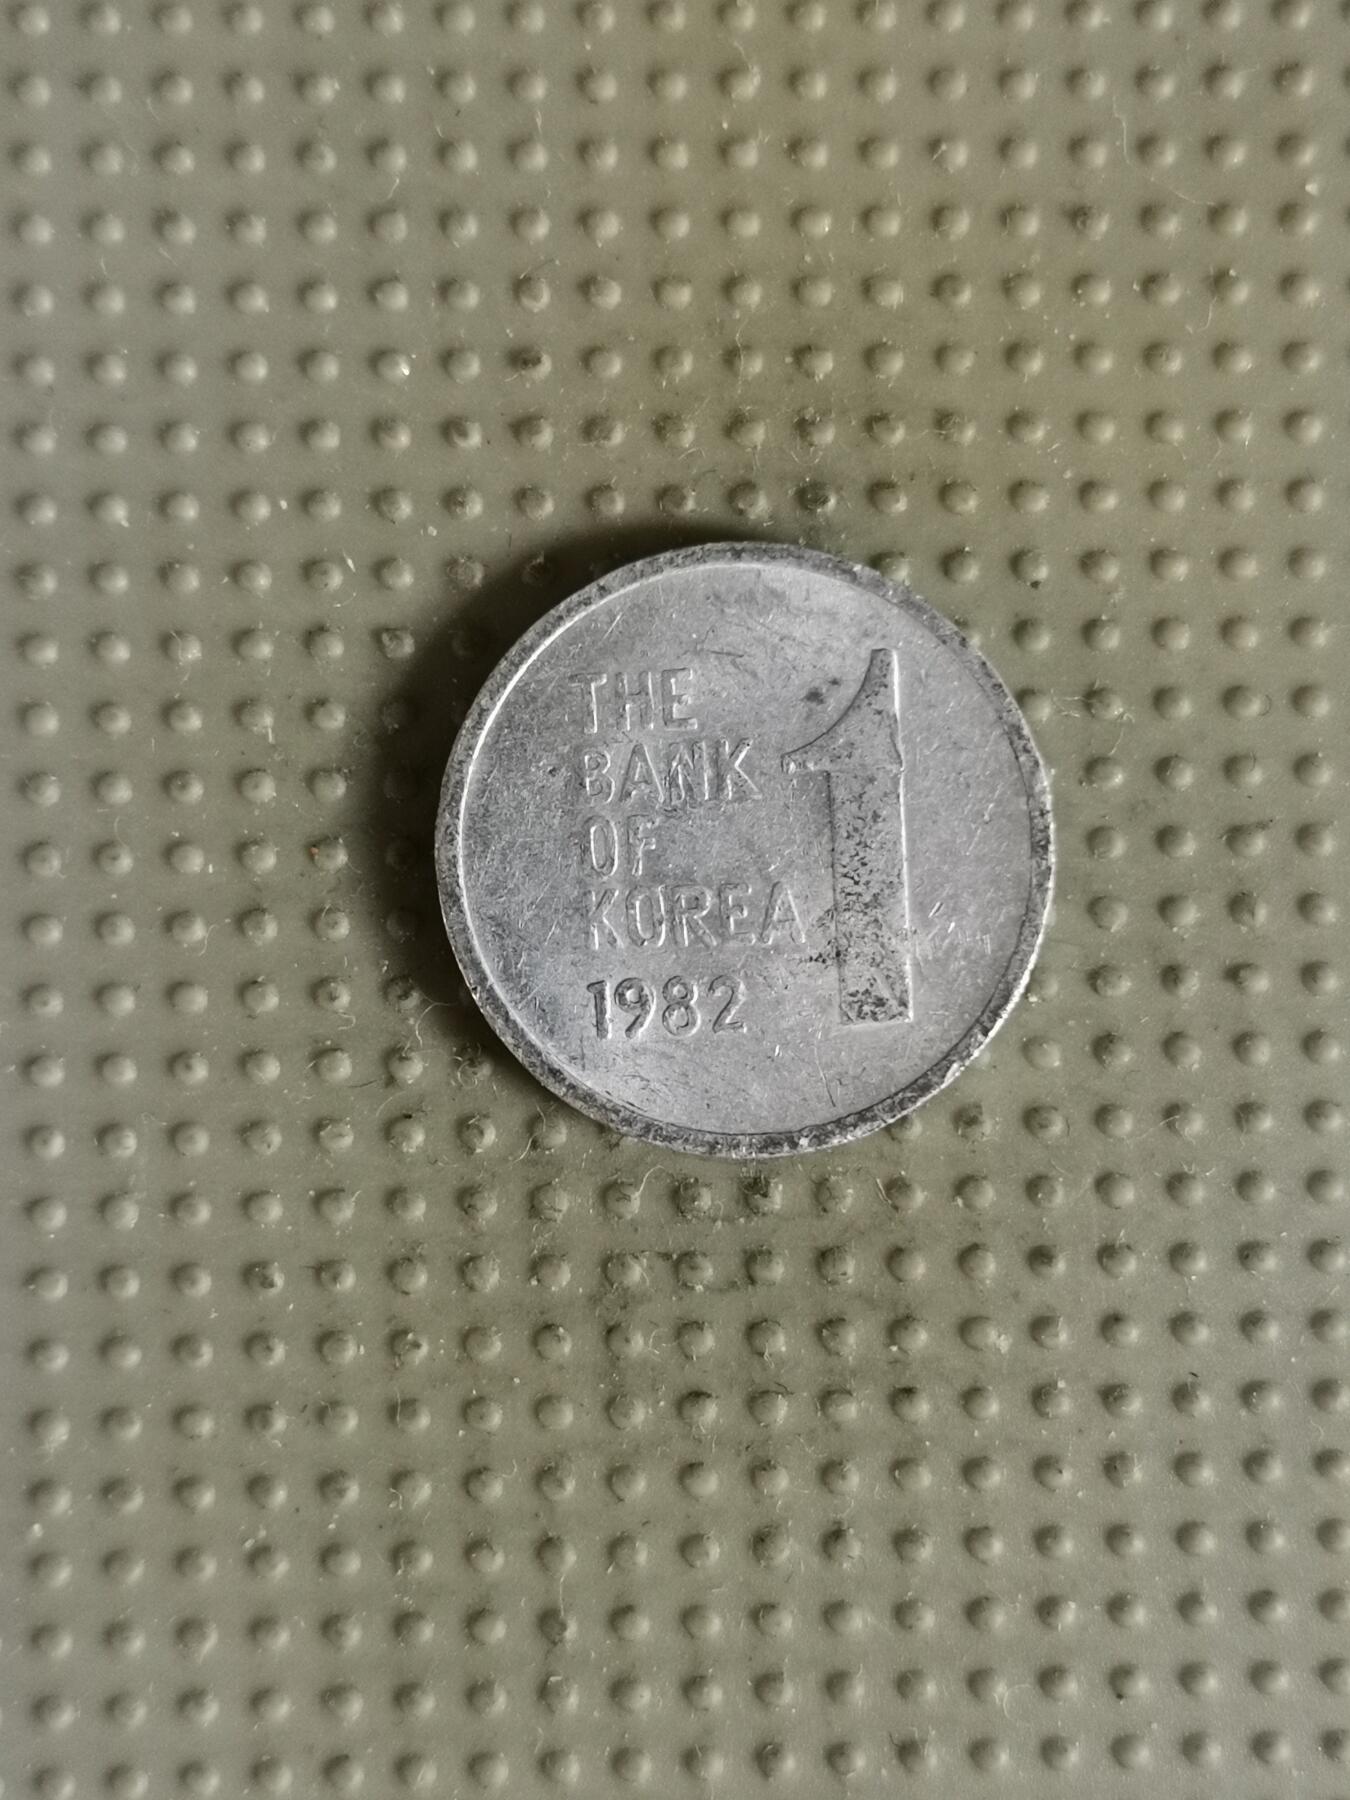 THE
BANK
OF
KOREA
1982
1